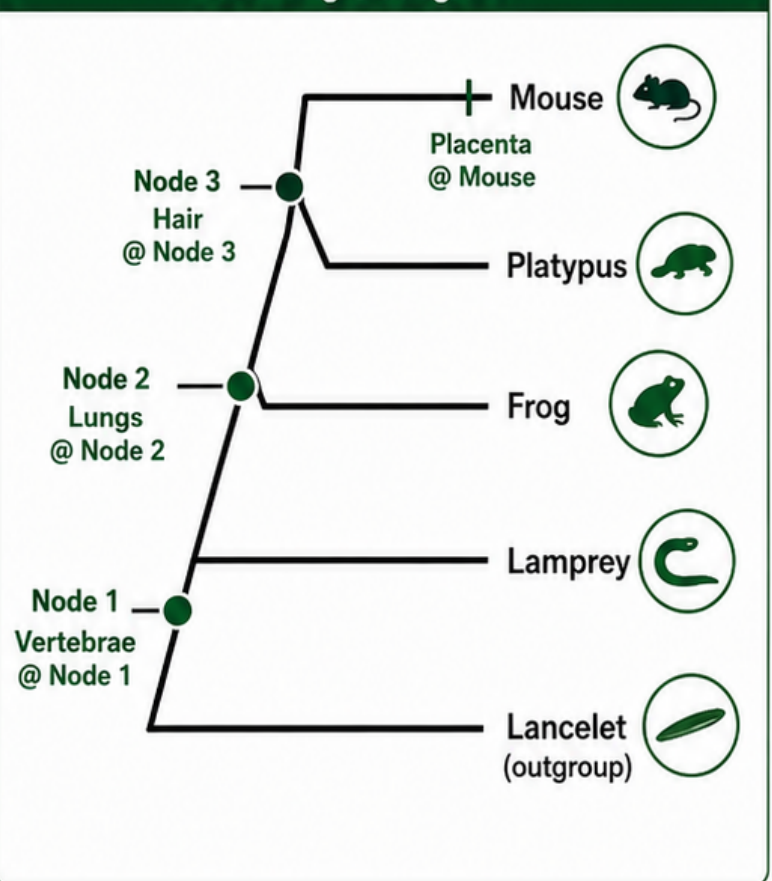 Mouse
Placenta
@ Mouse
Node 3
Hair
@ Node 3
Platypus
Node 2
Lungs
@ Node 2
Frog
Lamprey
Node 1
Vertebrae
@ Node 1
Lancelet
(outgroup)